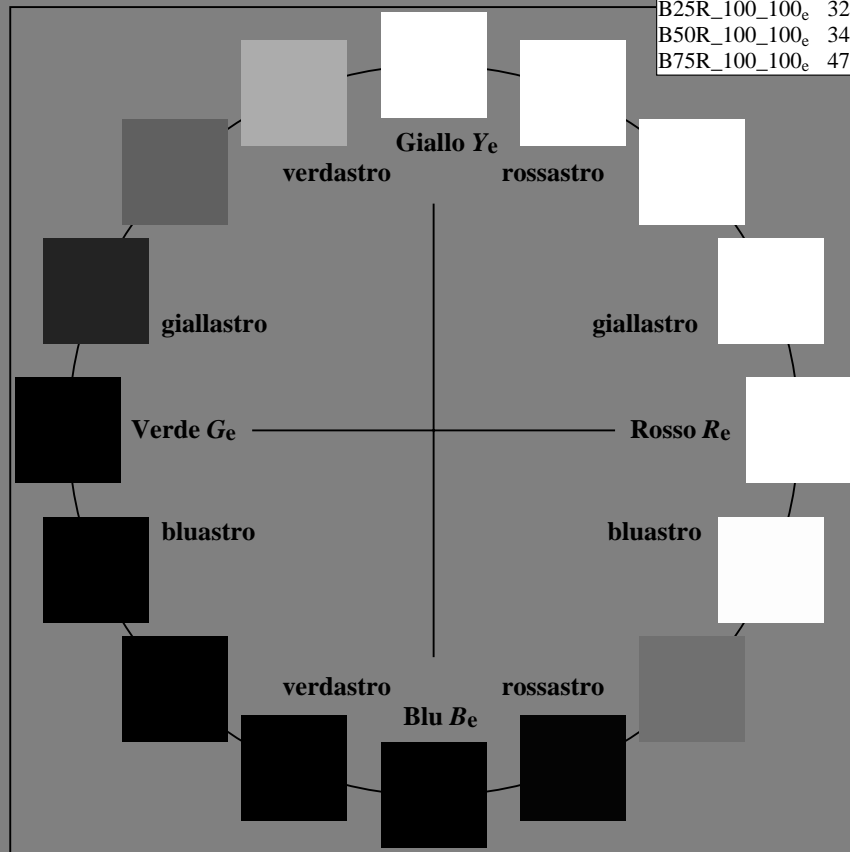 B25R_100_100e 32
B50R_100_100e 34
B75R_100_100e 47
Giallo Ye
verdastro rossastro
giallastro giallastro
Verde Ge Rosso Re
bluastro bluastro
verdastro rossastro
Blu Be